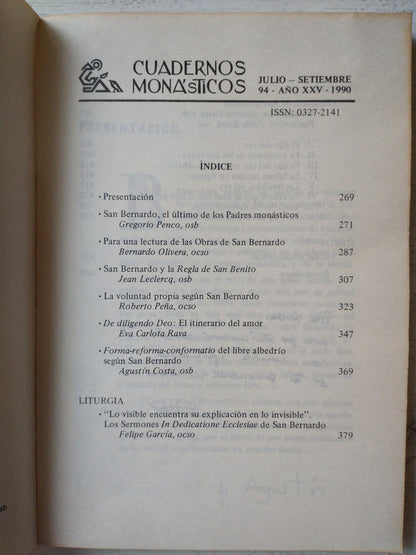 CUADERNOS
MONÁSTICOS
JULIO – SETIEMBRE
94 - AÑO XXV – 1990
ISSN: 0327-2141
ÍNDICE
· Presentación 269
· San Bernardo, el último de los Padres monásticos
Gregorio Penco, osb 271
· Para una lectura de las Obras de San Bernardo
Bernardo Olivera, ocso 287
· San Bernardo y la Regla de San Benito
Jean Leclercq, osb 307
· La voluntad propia según San Bernardo
Roberto Peña, ocso 323
· De diligendo Deo: El itinerario del amor
Eva Carlota Rava 347
· Forma-reforma-conformatio del libre albedrío
según San Bernardo
Agustín Costa, osb 369
LITURGIA
· “Lo visible encuentra su explicación en lo invisible”.
Los Sermones In Dedicatione Ecclesiae de San Bernardo
Felipe García, ocso 379